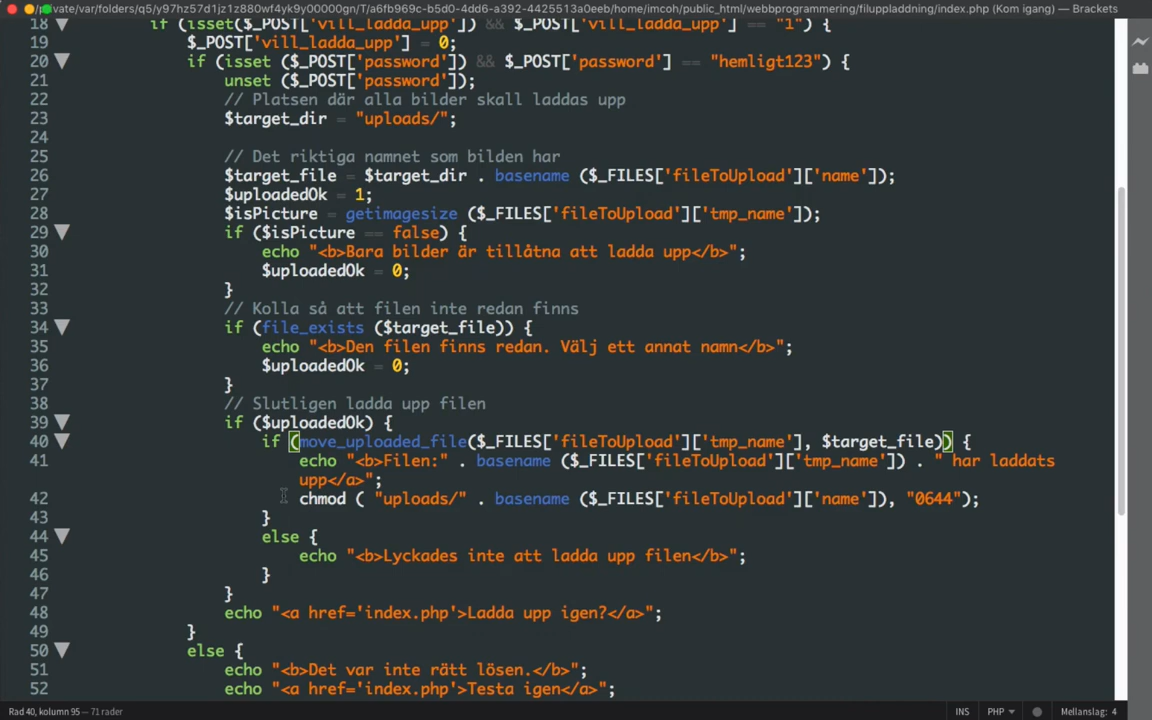 private/var/folders/q5/y97hz57d1jz1z880wf4yk9y00000gn/T/a6fb969c-b5d0-4dd6-a392-4425513a0eeb/home/imcoh/public_html/webbprogrammering/filuppladdning/index.php (Kom igang) — Brackets
18 if (isset($_POST['vill_ladda_upp']) && $_POST['vill_ladda_upp'] == "1") {
19 $_POST['vill_ladda_upp'] = 0;
20 if (isset ($_POST['password']) && $_POST['password'] == "hemligt123") {
21 unset ($_POST['password']);
22 // Platsen där alla bilder skall laddas upp
23 $target_dir = "uploads/";
24
25 // Det riktiga namnet som bilden har
26 $target_file = $target_dir . basename ($_FILES['fileToUpload']['name']);
27 $uploadedOk = 1;
28 $isPicture = getimagesize ($_FILES['fileToUpload']['tmp_name']);
29 if ($isPicture == false) {
30 echo "<b>Bara bilder är tillåtna att ladda upp</b>";
31 $uploadedOk = 0;
32 }
33 // Kolla så att filen inte redan finns
34 if (file_exists ($target_file)) {
35 echo "<b>Den filen finns redan. Välj ett annat namn</b>";
36 $uploadedOk = 0;
37 }
38 // Slutligen ladda upp filen
39 if ($uploadedOk) {
40 if (move_uploaded_file($_FILES['fileToUpload']['tmp_name'], $target_file)) {
41 echo "<b>Filen:" . basename ($_FILES['fileToUpload']['tmp_name']) . " har laddats
upp</a>";
42 chmod ( "uploads/" . basename ($_FILES['fileToUpload']['name']), "0644");
43 }
44 else {
45 echo "<b>Lyckades inte att ladda upp filen</b>";
46 }
47 }
48 echo "<a href='index.php'>Ladda upp igen?</a>";
49 }
50 else {
51 echo "<b>Det var inte rätt lösen.</b>";
52 echo "<a href='index.php'>Testa igen</a>";
Rad 40, kolumn 95 — 71 rader INS PHP Mellanslag: 4